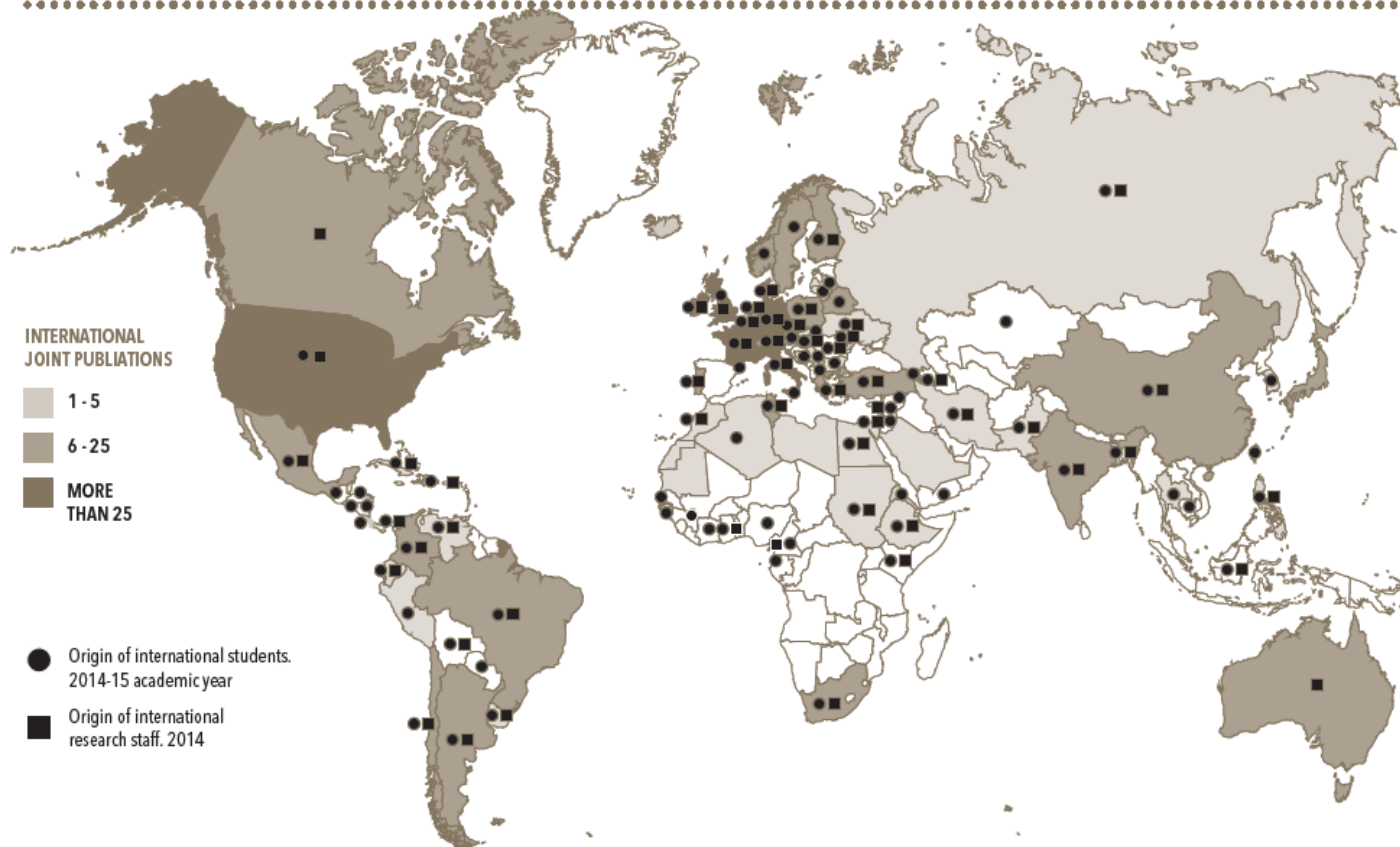 INTERNATIONAL
JOINT PUBLIATIONS
1 - 5
6 - 25
MORE
THAN 25
Origin of international students.
2014-15 academic year
Origin of international
research staff. 2014